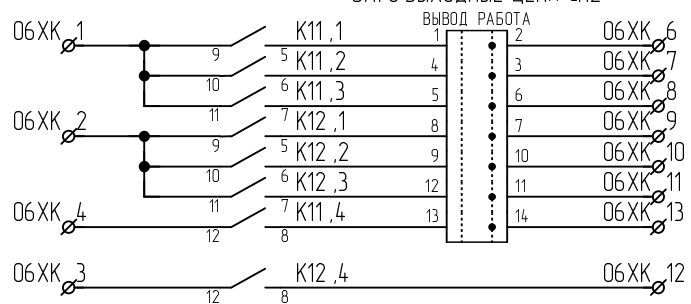 ВЫВОД РАБОТА
06ХК 1 9 5 К11,1 1 2 06ХК 6
10 6 К11,2 4 3 06ХК 7
11 7 К11,3 5 6 06ХК 8
06ХК 2 9 5 К12,1 8 7 06ХК 9
10 6 К12,2 9 10 06ХК 10
11 7 К12,3 12 11 06ХК 11
06ХК 4 12 8 К11,4 13 14 06ХК 13
06ХК 3 12 8 К12,4 06ХК 12